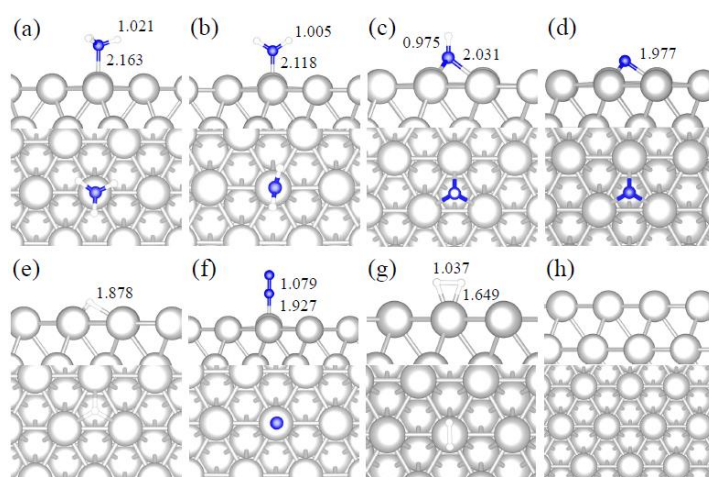 (a) 1.021
2.163
(b) 1.005
2.118
(c) 0.975 2.031
(d) 1.977
(e) 1.878
(f) 1.079
1.927
(g) 1.037
1.649
(h)